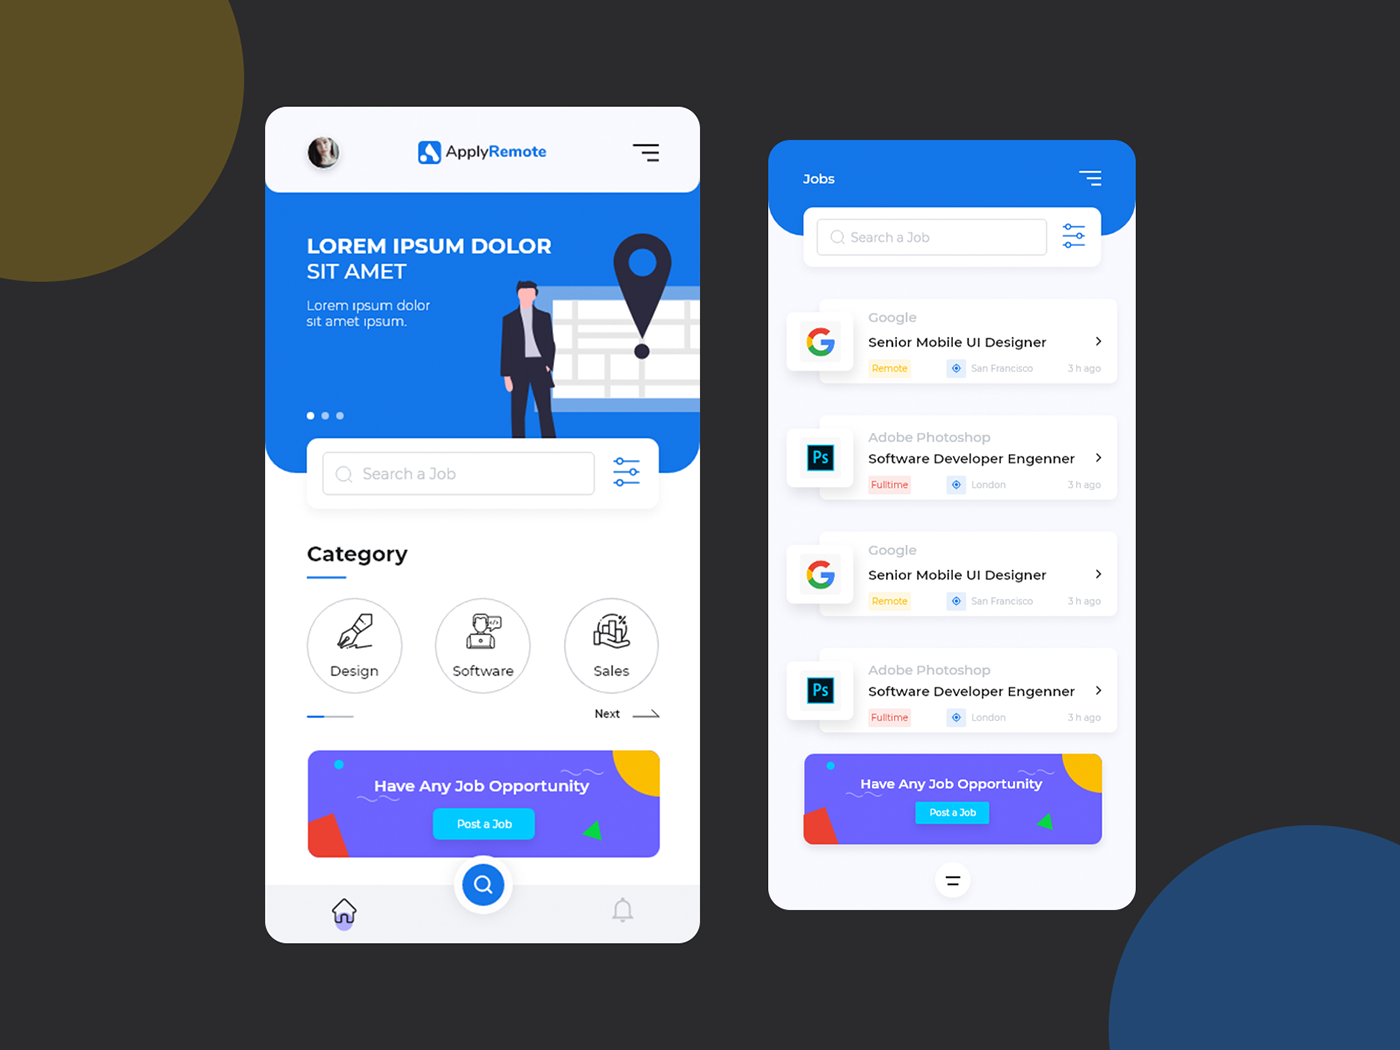 ApplyRemote
LOREM IPSUM DOLOR
SIT AMET
Lorem ipsum dolor
sit amet ipsum.
Search a Job
Category
Design
Software
Sales
Next
Have Any Job Opportunity
Post a Job
Jobs
Search a Job
Google
Senior Mobile UI Designer
Remote
San Francisco
3 h ago
Adobe Photoshop
Ps
Software Developer Engenner
Fulltime
London
3 h ago
Google
Senior Mobile UI Designer
Remote
San Francisco
3 h ago
Adobe Photoshop
Ps
Software Developer Engenner
Fulltime
London
3 h ago
Have Any Job Opportunity
Post a Job